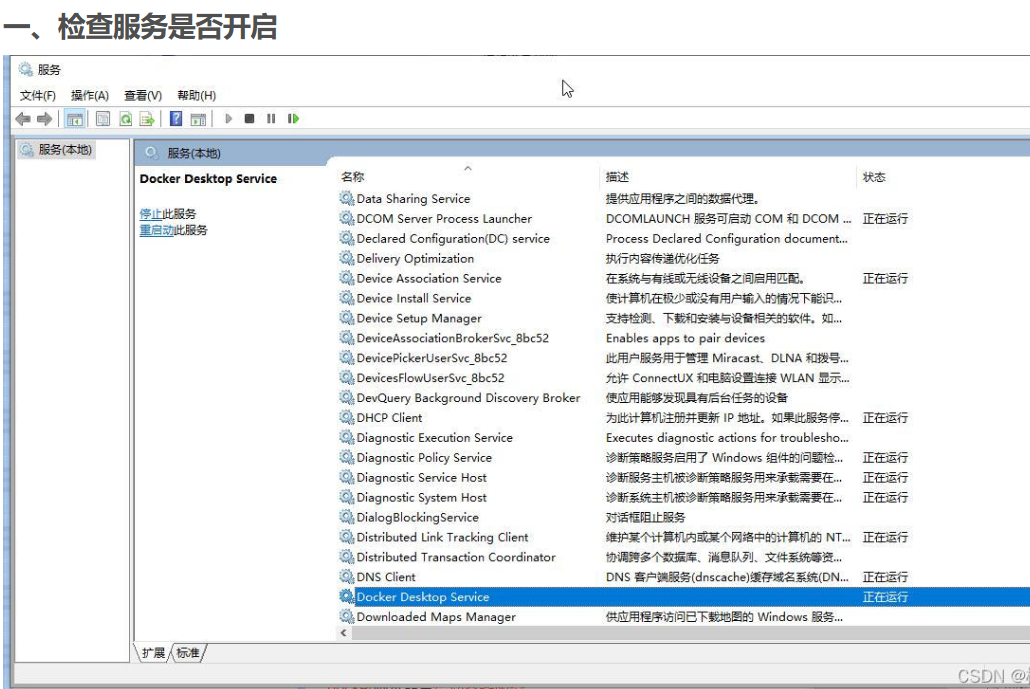 一、检查服务是否开启
服务
文件(F) 操作(A) 查看(V) 帮助(H)
服务(本地)
服务(本地)
Docker Desktop Service
停止此服务
重启动此服务
名称 描述 状态
Data Sharing Service 提供应用程序之间的数据代理。
DCOM Server Process Launcher DCOMLAUNCH 服务可启动 COM 和 DCOM ... 正在运行
Declared Configuration(DC) service Process Declared Configuration document...
Delivery Optimization 执行内容传递优化任务
Device Association Service 在系统与有线或无线设备之间启用匹配。 正在运行
Device Install Service 使计算机在极少或没有用户输入的情况下能识...
Device Setup Manager 支持检测、下载和安装与设备相关的软件。如...
DeviceAssociationBrokerSvc_8bc52 Enables apps to pair devices
DevicePickerUserSvc_8bc52 此用户服务用于管理 Miracast、DLNA 和拨号...
DevicesFlowUserSvc_8bc52 允许 ConnectUX 和电脑设置连接 WLAN 显示...
DevQuery Background Discovery Broker 使应用能够发现具有后台任务的设备
DHCP Client 为此计算机注册并更新 IP 地址。如果此服务停... 正在运行
Diagnostic Execution Service Executes diagnostic actions for troublesho...
Diagnostic Policy Service 诊断策略服务启用了 Windows 组件的问题检... 正在运行
Diagnostic Service Host 诊断服务主机被诊断策略服务用来承载需要在... 正在运行
Diagnostic System Host 诊断系统主机被诊断策略服务用来承载需要在... 正在运行
DialogBlockingService 对话框阻止服务
Distributed Link Tracking Client 维护某个计算机内或某个网络中的计算机的 NT... 正在运行
Distributed Transaction Coordinator 协调跨多个数据库、消息队列、文件系统等资...
DNS Client DNS 客户端服务(dnscache)缓存域名系统(DN... 正在运行
Docker Desktop Service 正在运行
Downloaded Maps Manager 供应用程序访问已下载地图的 Windows 服务...
扩展 标准
CSDN @